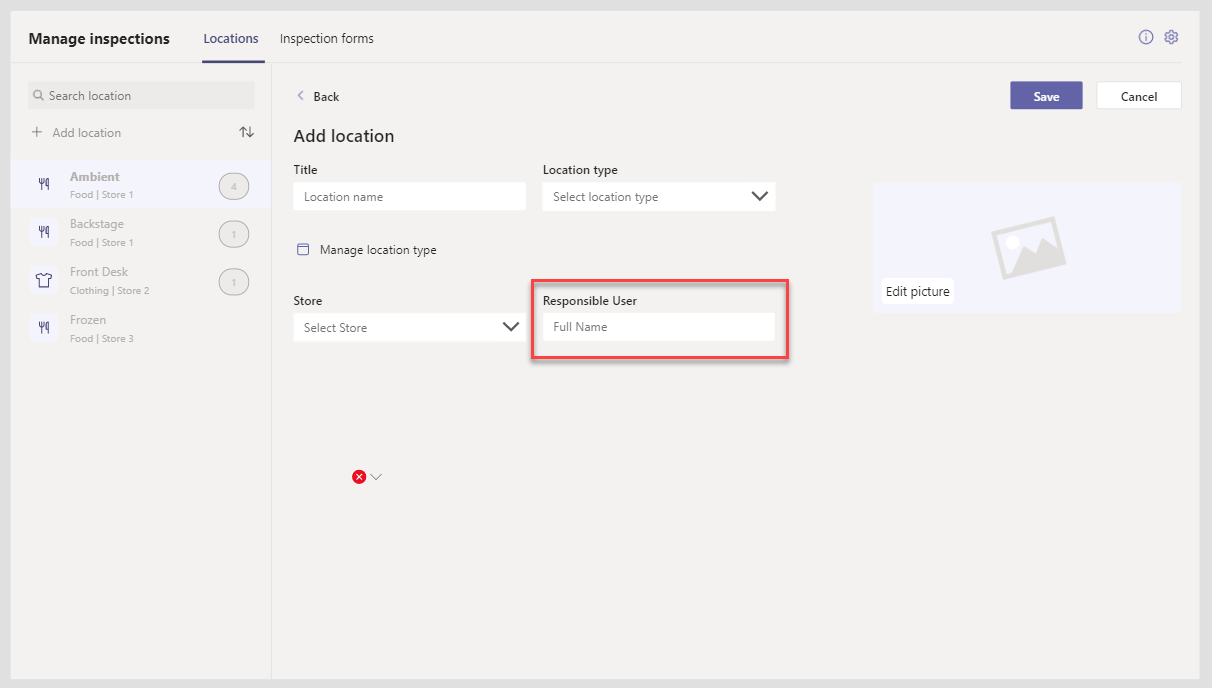 Manage inspections
Locations
Inspection forms
Search location
Add location
Ambient
Food | Store 1
4
Backstage
Food | Store 1
1
Front Desk
Clothing | Store 2
1
Frozen
Food | Store 3
Back
Save
Cancel
Add location
Title
Location type
Location name
Select location type
Manage location type
Edit picture
Store
Responsible User
Select Store
Full Name